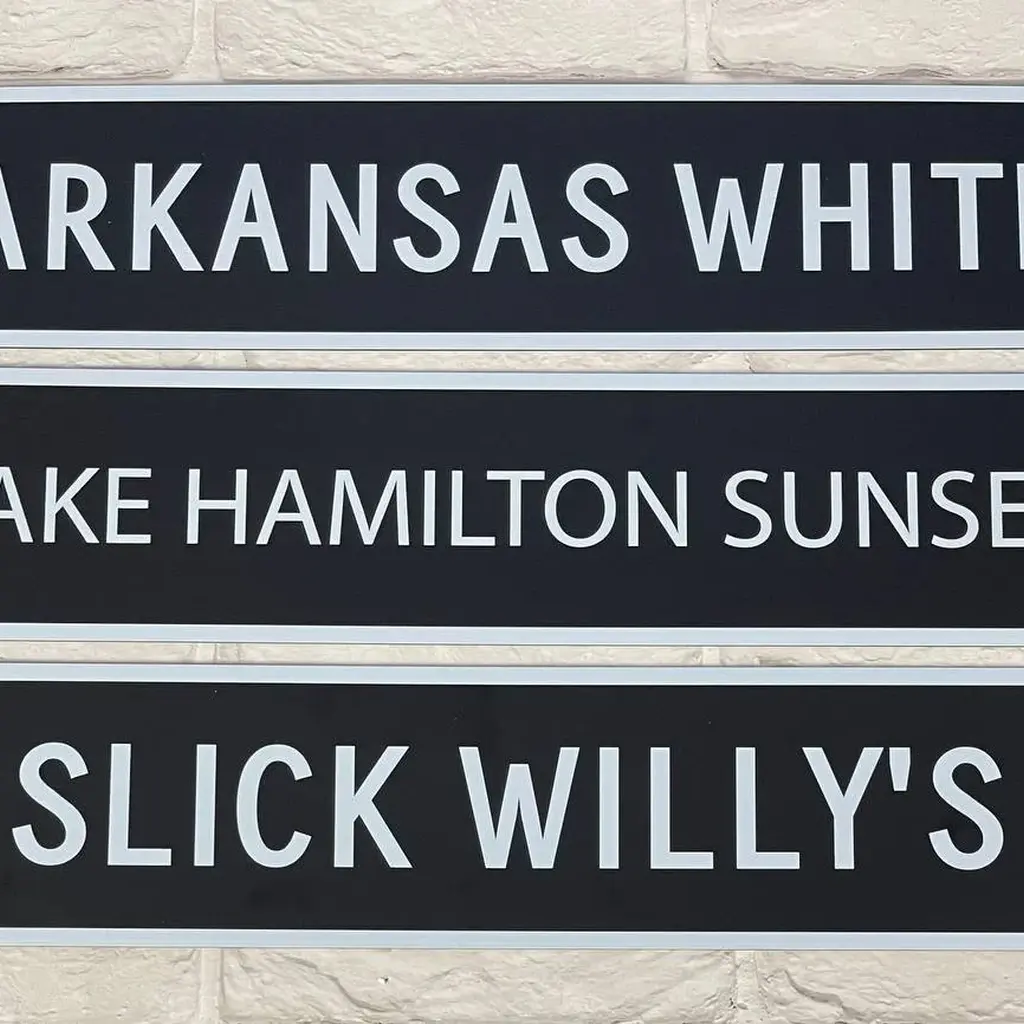 ARKANSAS WHIT
AKE HAMILTON SUNSE
SLICK WILLY'S